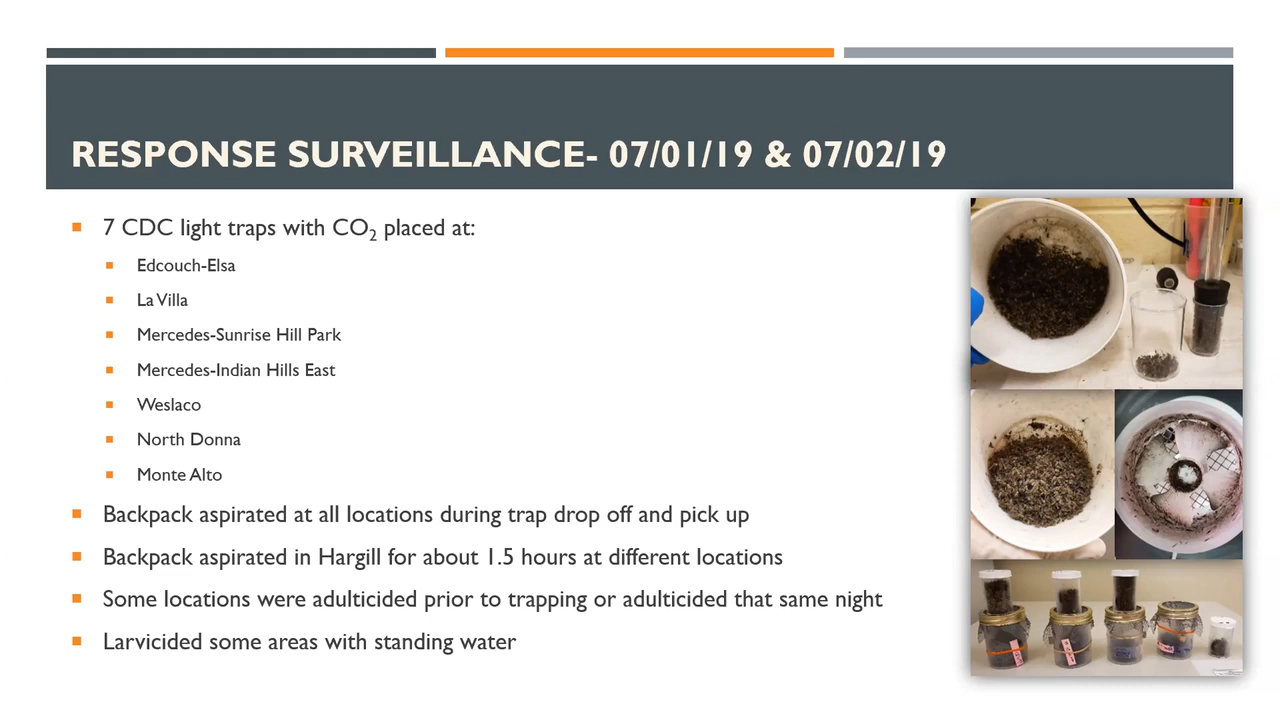 RESPONSE SURVEILLANCE- 07/01/19 & 07/02/19
7 CDC light traps with CO₂ placed at:
Edcouch-Elsa
La Villa
Mercedes-Sunrise Hill Park
Mercedes-Indian Hills East
Weslaco
North Donna
Monte Alto
Backpack aspirated at all locations during trap drop off and pick up
Backpack aspirated in Hargill for about 1.5 hours at different locations
Some locations were adulticided prior to trapping or adulticided that same night
Larvicided some areas with standing water